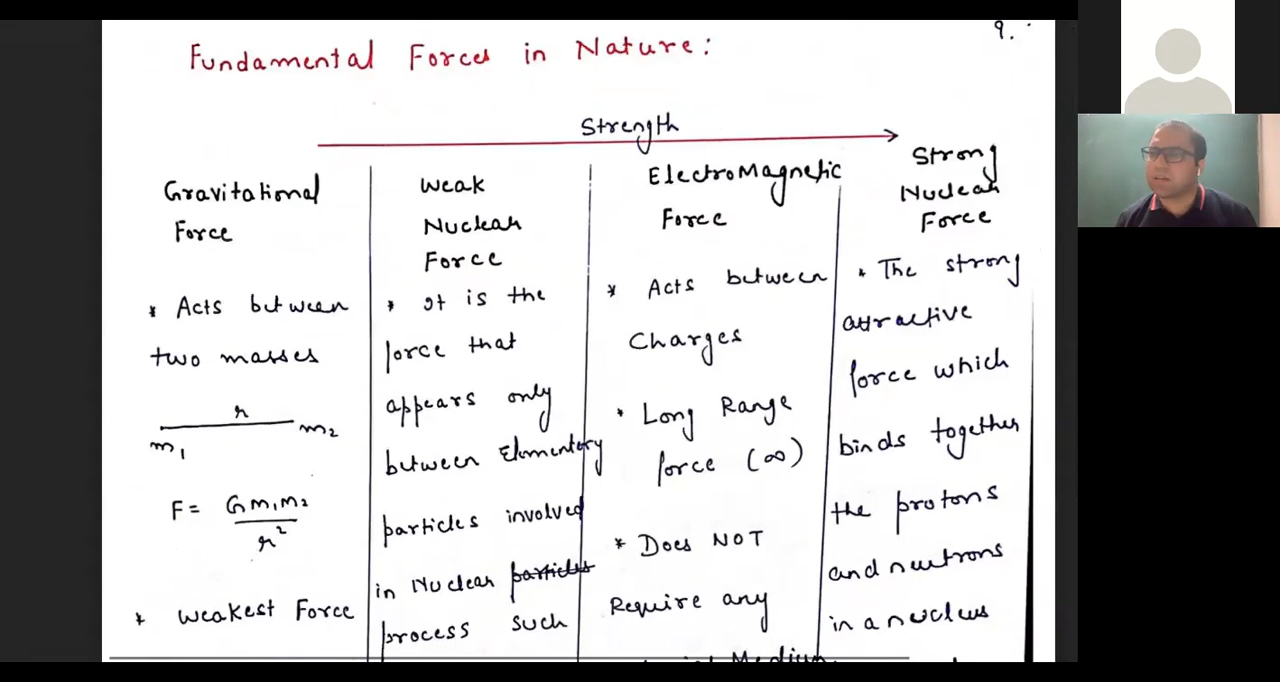 9.
Fundamental Forces in Nature:
Strength
Gravitational
Force
* Acts between
two masses
r
m1 m2
F = Gm1m2
r²
* Weakest Force
Weak
Nuclear
Force
* It is the
force that
appears only
between Elementary
particles involved
in Nuclear particles
process such
ElectroMagnetic
Force
* Acts between
Charges
* Long Range
force (∞)
* Does NOT
Require any
Medium
Strong
Nuclear
Force
* The strong
attractive
force which
binds together
the protons
and neutrons
in a nucleus